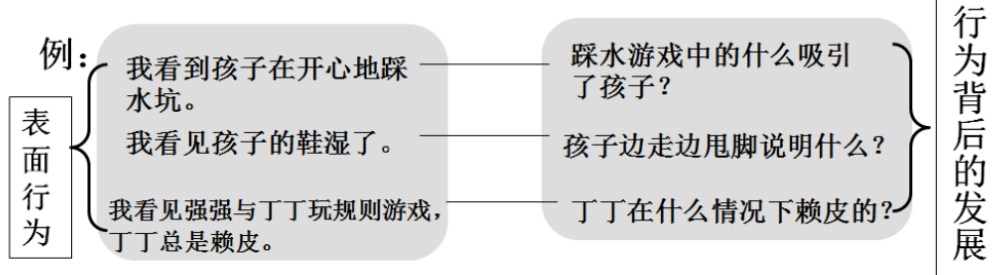 例：
表面行为
我看到孩子在开心地踩
水坑。
我看见孩子的鞋湿了。
我看见强强与丁丁玩规则游戏，
丁丁总是赖皮。
踩水游戏中的什么吸引
了孩子？
孩子边走边甩脚说明什么？
丁丁在什么情况下赖皮的？
行为背后的发展